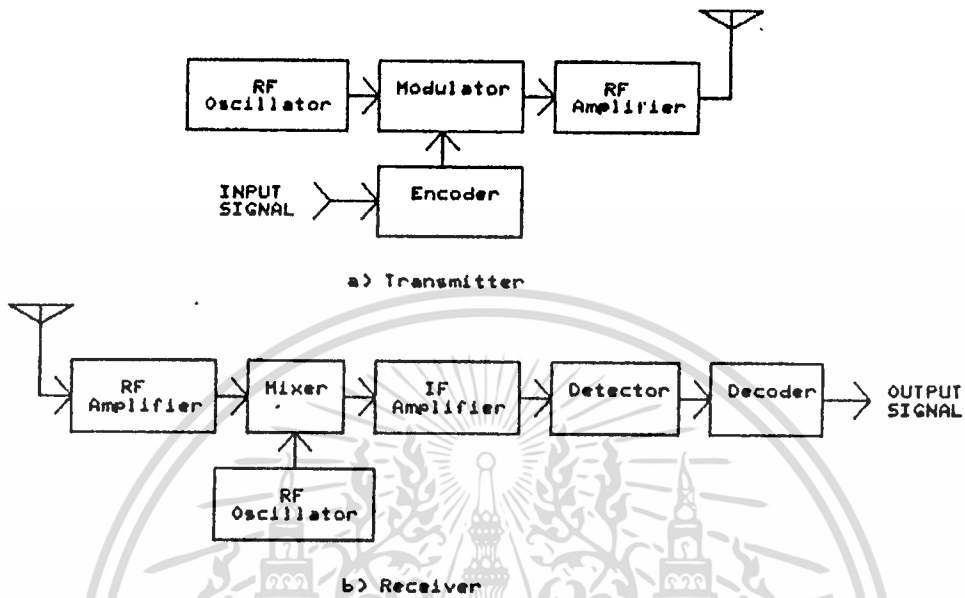 RF
Oscillator
Modulator
RF
Amplifier
INPUT
SIGNAL
Encoder
a) Transmitter
RF
Amplifier
Mixer
IF
Amplifier
Detector
Decoder
OUTPUT
SIGNAL
RF
Oscillator
b) Receiver